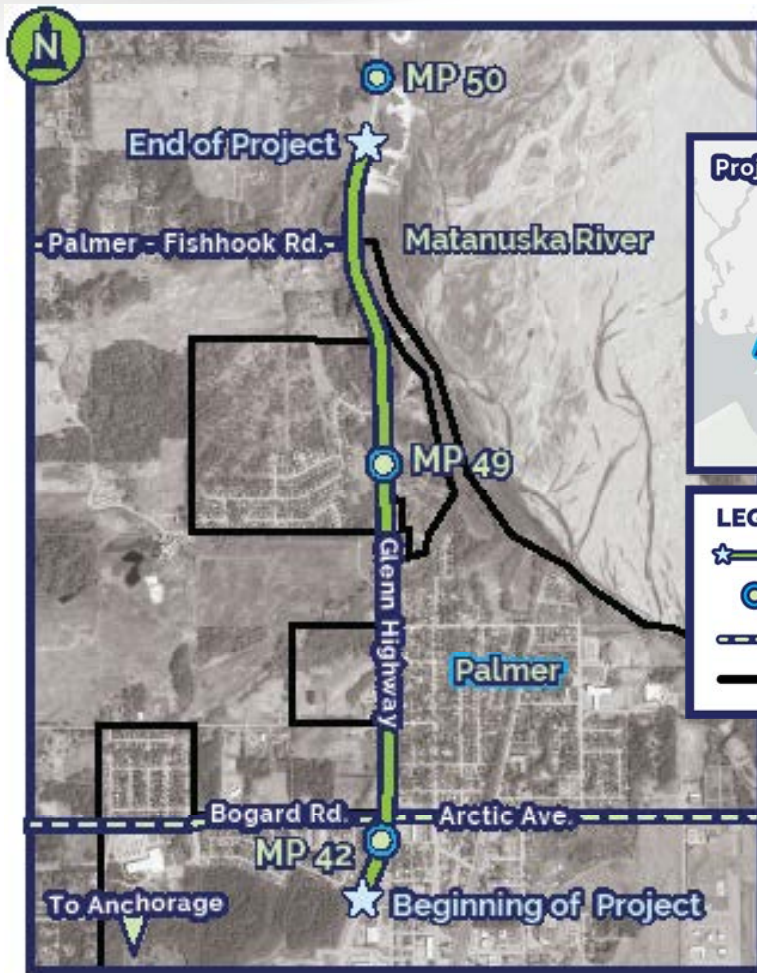 N
MP 50
End of Project
Palmer - Fishhook Rd.
Matanuska River
MP 49
Glenn Highway
Palmer
Bogard Rd.
Arctic Ave.
MP 42
To Anchorage
Beginning of Project